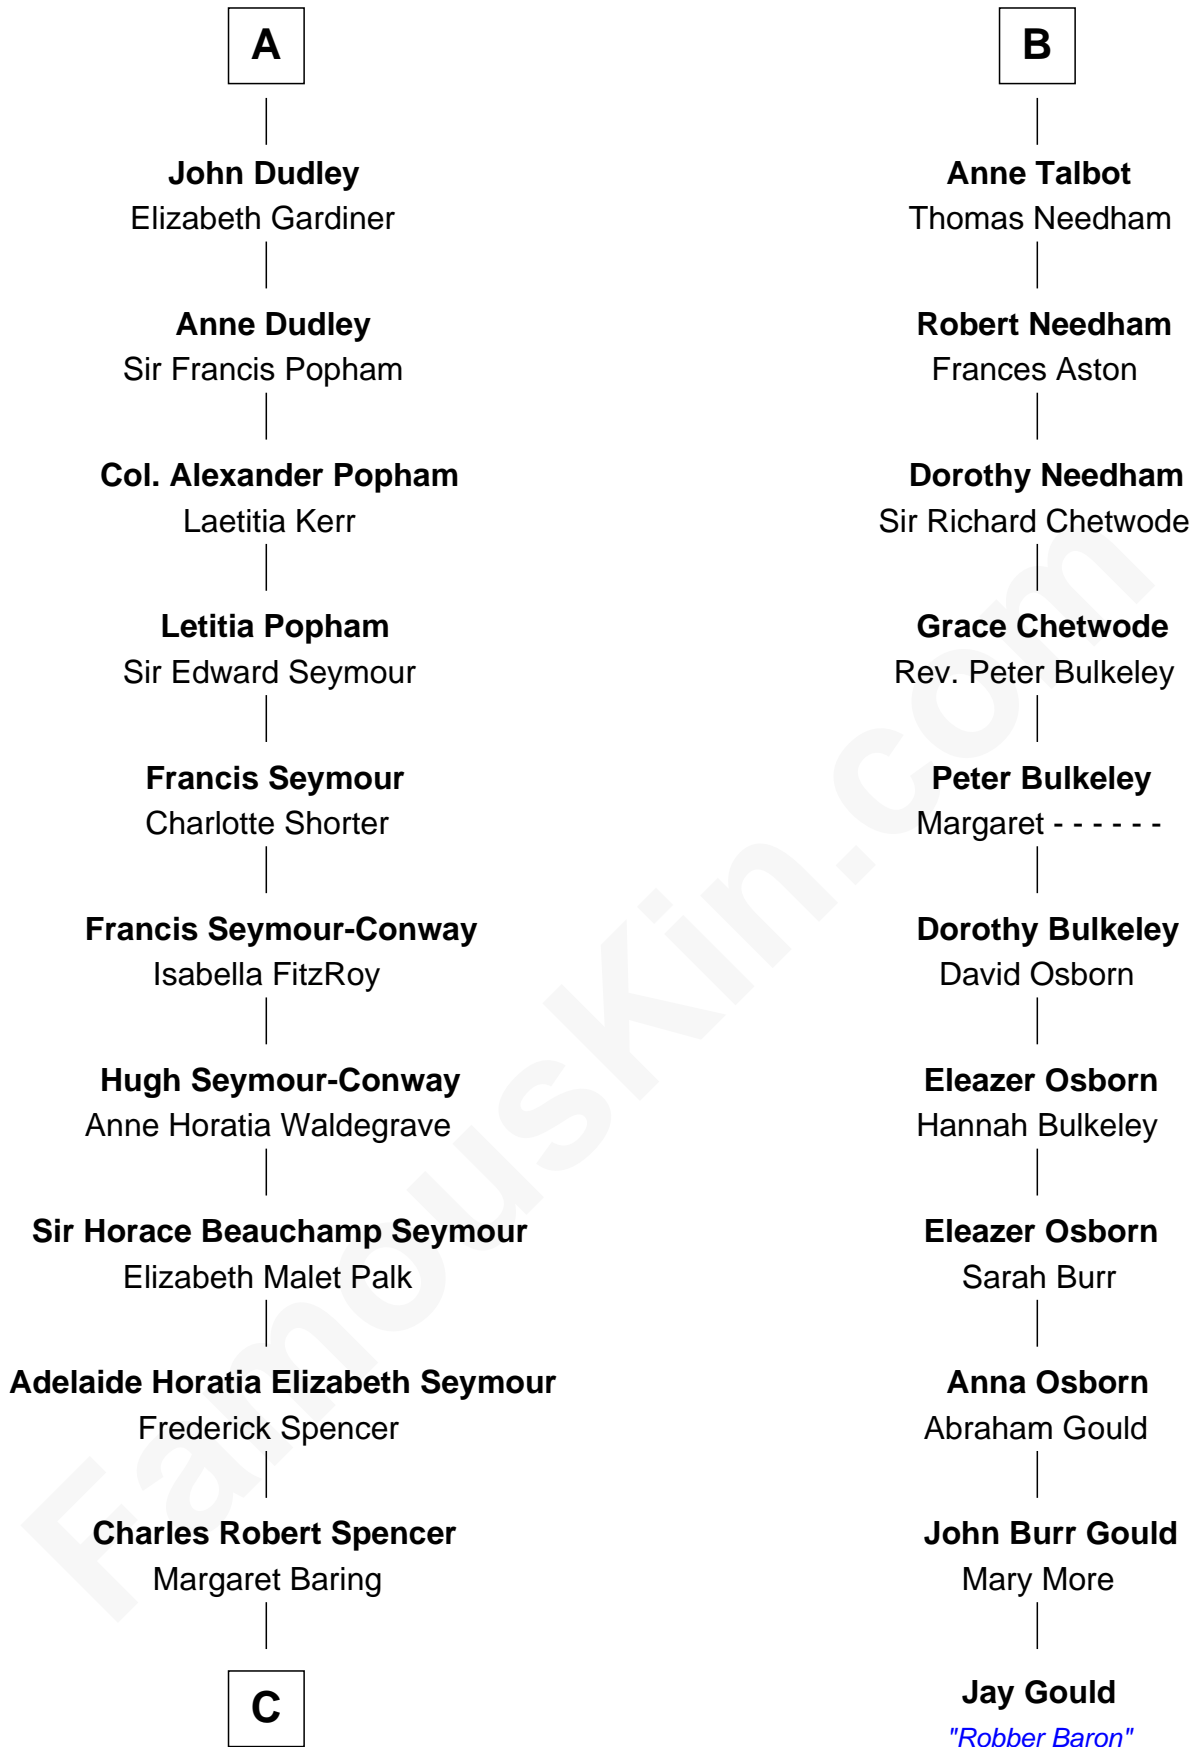 A
John Dudley
Elizabeth Gardiner
Anne Dudley
Sir Francis Popham
Col. Alexander Popham
Laetitia Kerr
Letitia Popham
Sir Edward Seymour
Francis Seymour
Charlotte Shorter
Francis Seymour-Conway
Isabella FitzRoy
Hugh Seymour-Conway
Anne Horatia Waldegrave
Sir Horace Beauchamp Seymour
Elizabeth Malet Palk
Adelaide Horatia Elizabeth Seymour
Frederick Spencer
Charles Robert Spencer
Margaret Baring
C
B
Anne Talbot
Thomas Needham
Robert Needham
Frances Aston
Dorothy Needham
Sir Richard Chetwode
Grace Chetwode
Rev. Peter Bulkeley
Peter Bulkeley
Margaret - - - - - -
Dorothy Bulkeley
David Osborn
Eleazer Osborn
Hannah Bulkeley
Eleazer Osborn
Sarah Burr
Anna Osborn
Abraham Gould
John Burr Gould
Mary More
Jay Gould
"Robber Baron"
FamousKin.com